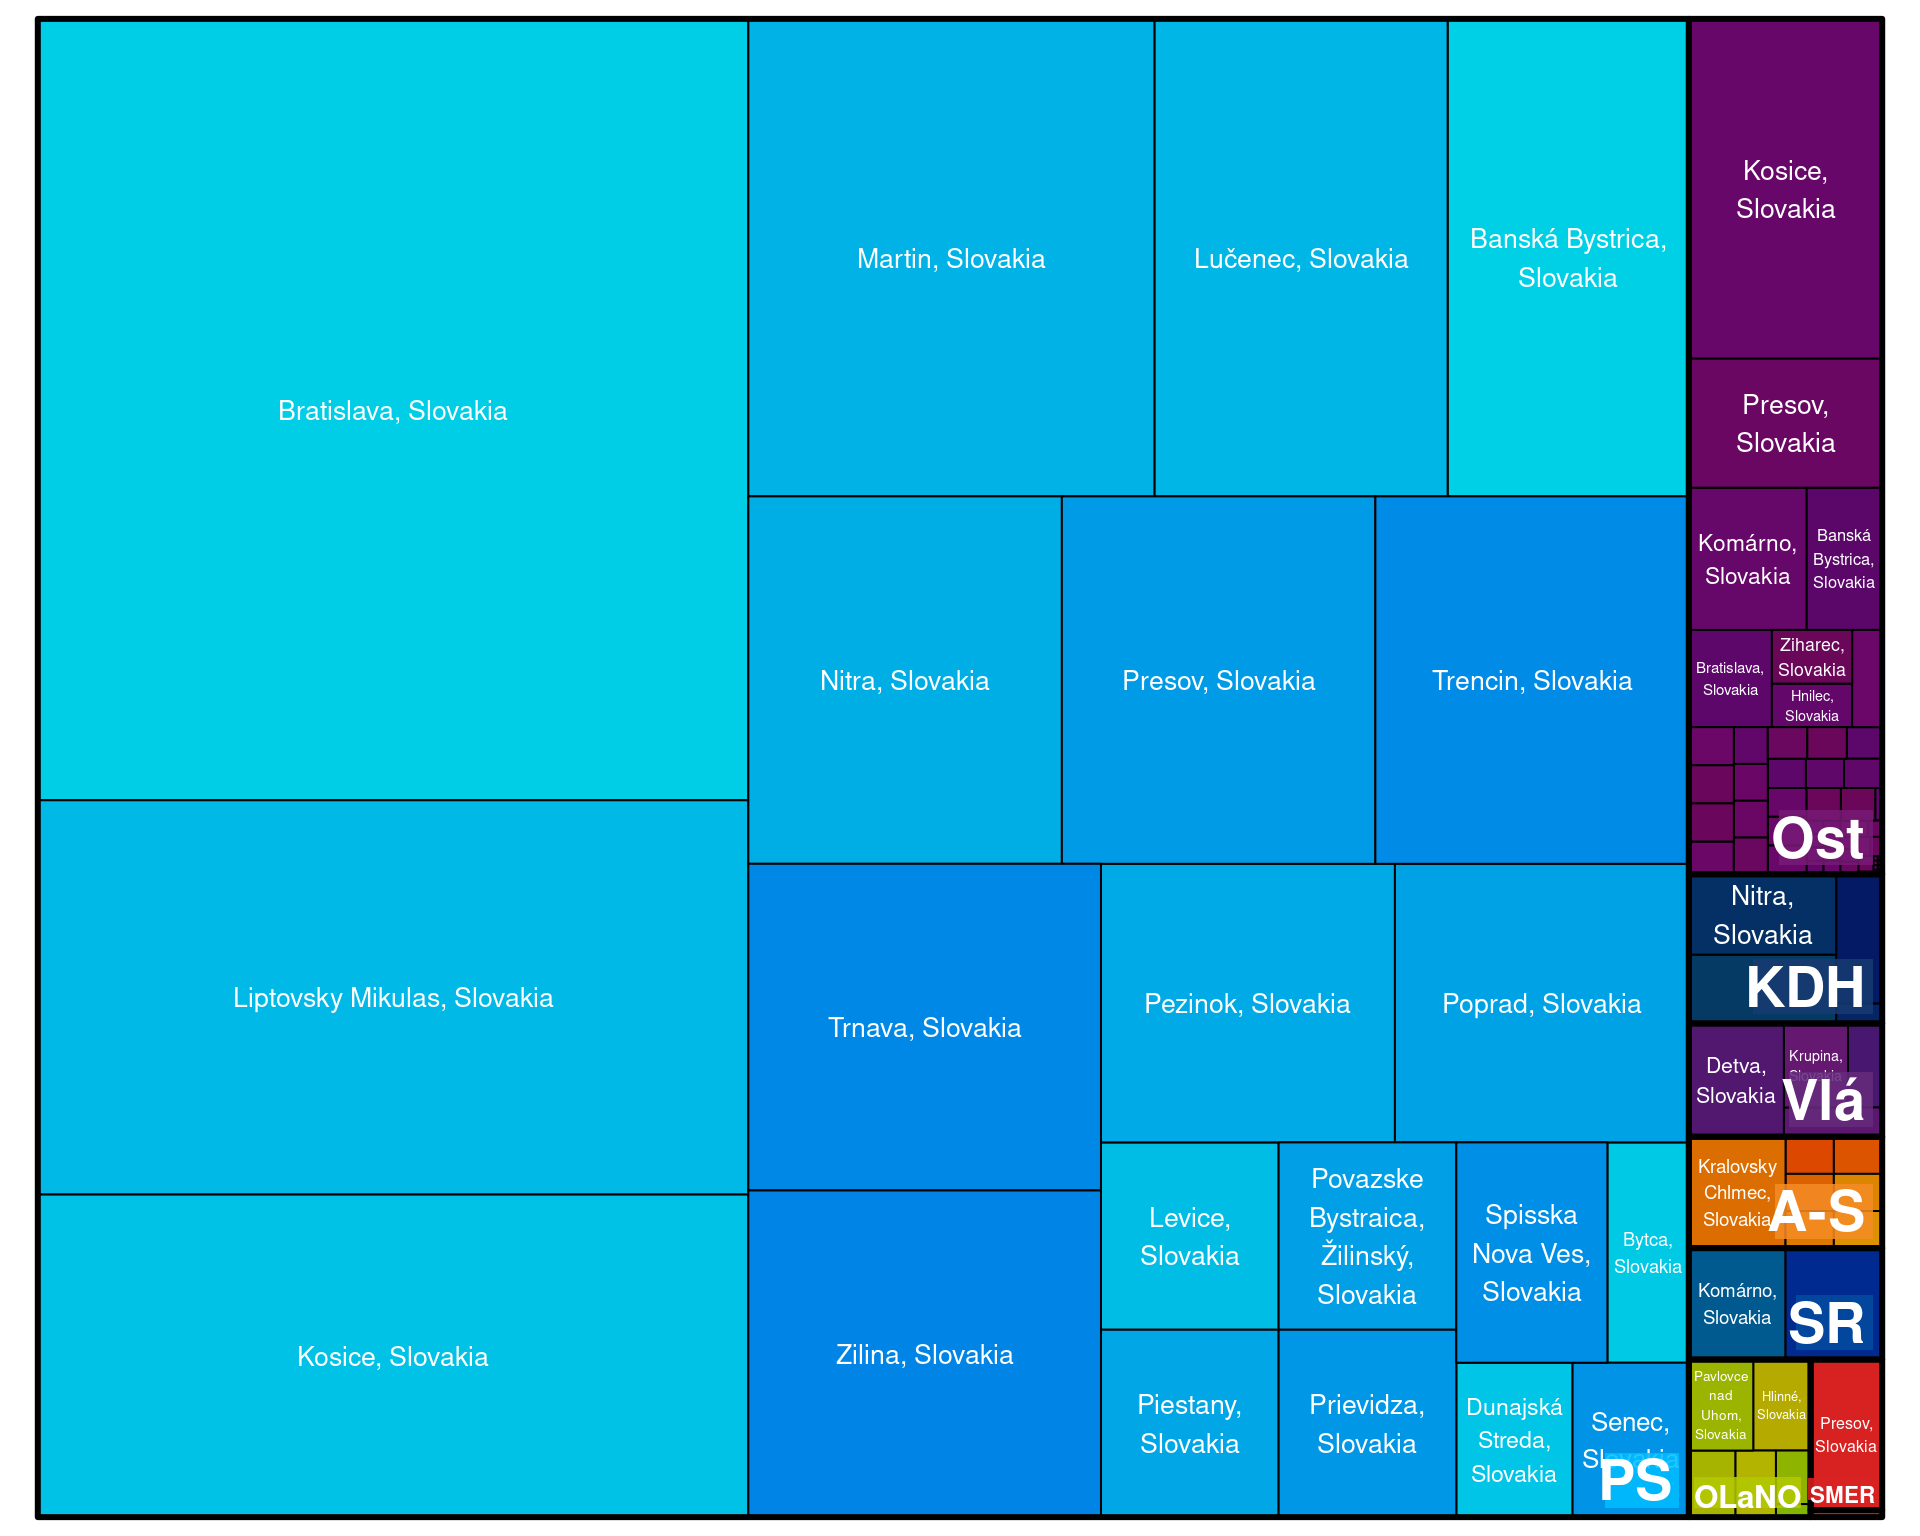 Bratislava, Slovakia
Liptovsky Mikulas, Slovakia
Kosice, Slovakia
Martin, Slovakia
Lučenec, Slovakia
Banská Bystrica,
Slovakia
Nitra, Slovakia
Presov, Slovakia
Trencin, Slovakia
Trnava, Slovakia
Zilina, Slovakia
Pezinok, Slovakia
Poprad, Slovakia
Levice,
Slovakia
Povazske
Bystraica,
Žilinský,
Slovakia
Spisska
Nova Ves,
Slovakia
Bytca,
Slovakia
Piestany,
Slovakia
Prievidza,
Slovakia
Dunajská
Streda,
Slovakia
Senec,
Slovakia
PS
Kosice,
Slovakia
Presov,
Slovakia
Komárno,
Slovakia
Banská
Bystrica,
Slovakia
Bratislava,
Slovakia
Ziharec,
Slovakia
Hnilec,
Slovakia
Ost
Nitra,
Slovakia
KDH
Detva,
Slovakia
Krupina,
Slovakia
Vlá
Kralovsky
Chlmec,
Slovakia
A-S
Komárno,
Slovakia
SR
Pavlovce
nad
Uhom,
Slovakia
Hlinné,
Slovakia
OLaNO
Presov,
Slovakia
SMER